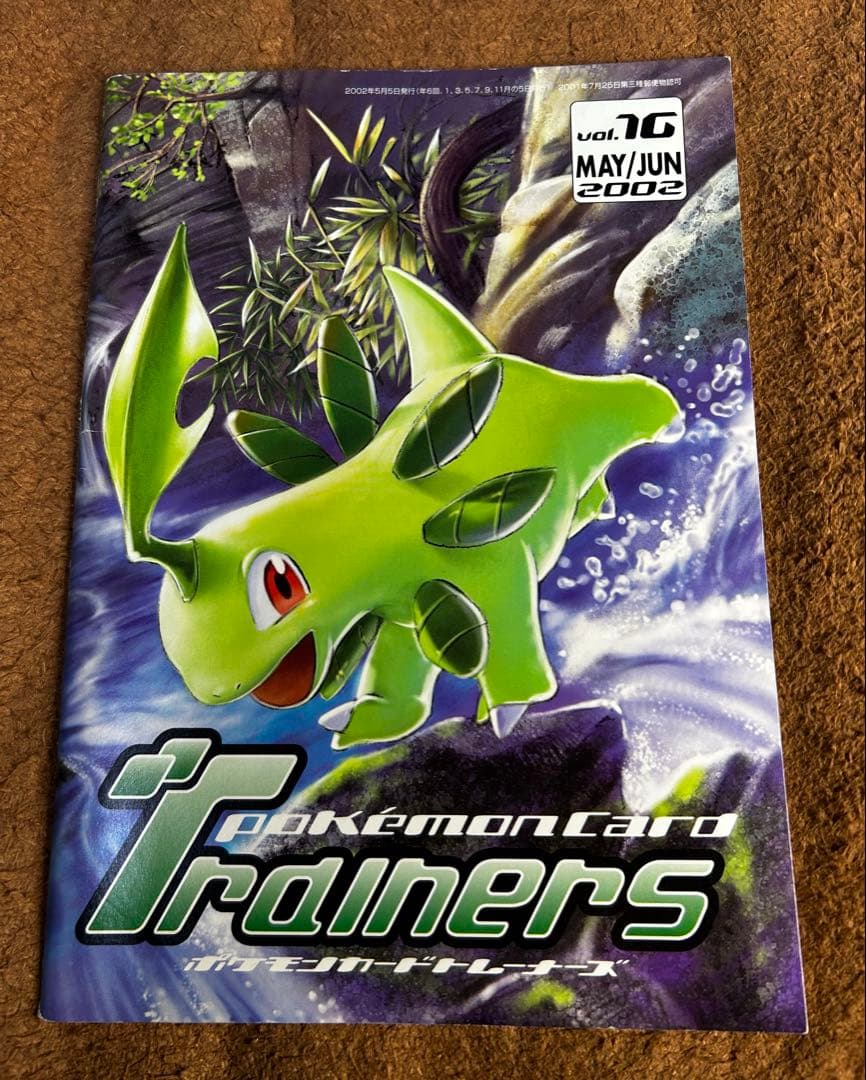 2002年5月5日発行(年6回、1、3、5、7、9、11月の5日発行) 2001年7月25日第三種郵便物認可
vol.16
MAY/JUN
2002
Pokémon Card
Trainers
ポケモンカードトレーナーズ